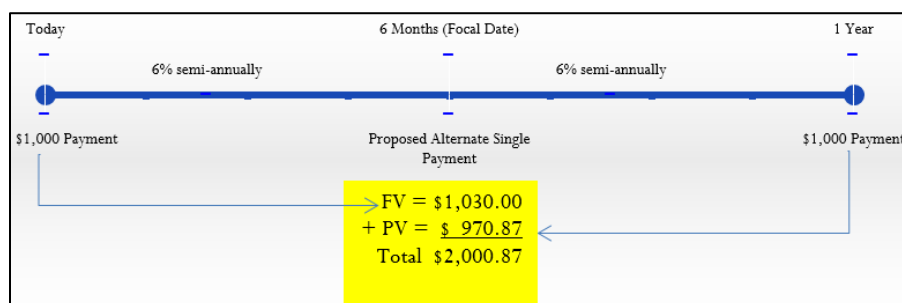 Today 6 Months (Focal Date) 1 Year
6% semi-annually 6% semi-annually
$1,000 Payment Proposed Alternate Single $1,000 Payment
Payment
FV = $1,030.00
+ PV = $ 970.87
Total $2,000.87